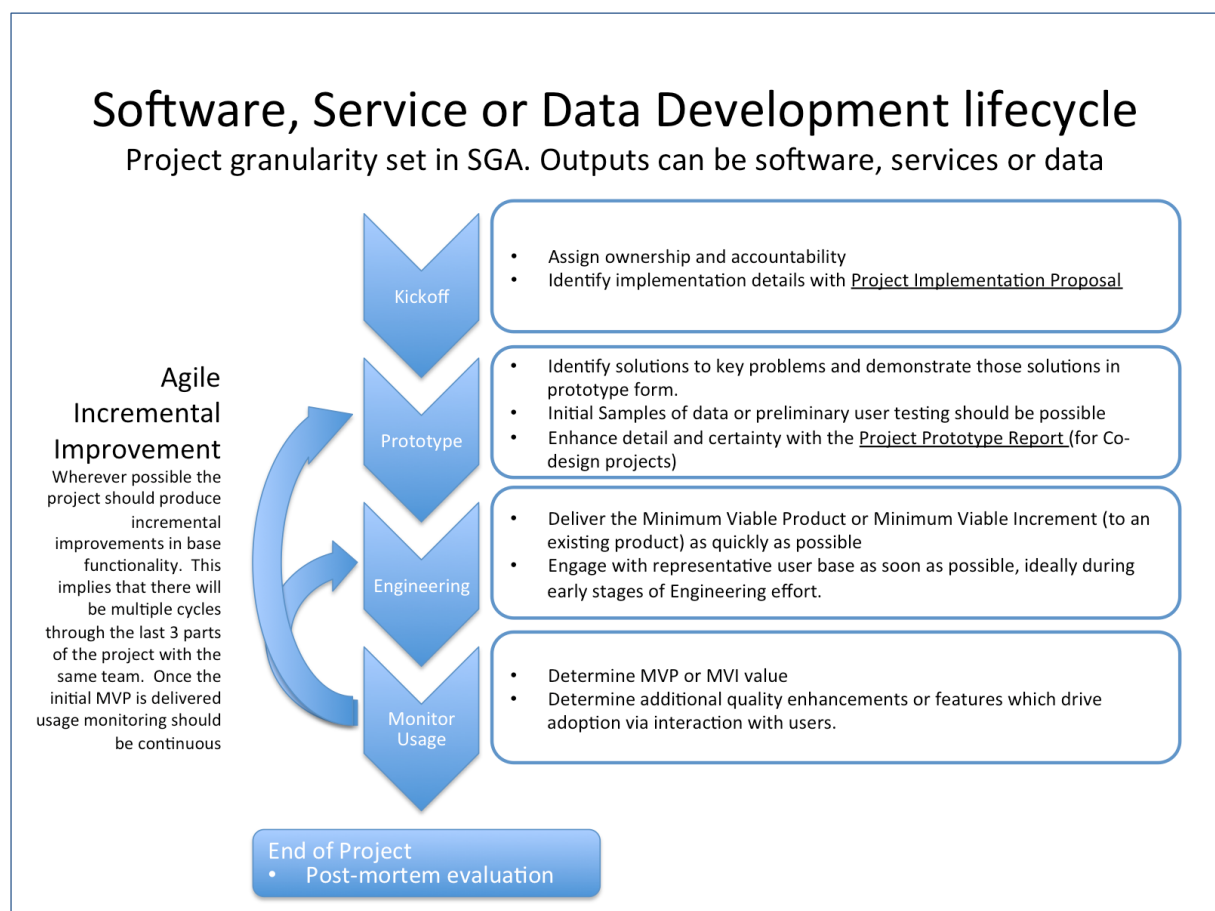 Software, Service or Data Development lifecycle
Project granularity set in SGA. Outputs can be software, services or data
Kickoff
• Assign ownership and accountability
• Identify implementation details with Project Implementation Proposal
Agile
Incremental
Improvement
Wherever possible the
project should produce
incremental
improvements in base
functionality. This
implies that there will
be multiple cycles
through the last 3 parts
of the project with the
same team. Once the
initial MVP is delivered
usage monitoring should
be continuous
Prototype
• Identify solutions to key problems and demonstrate those solutions in
prototype form.
• Initial Samples of data or preliminary user testing should be possible
• Enhance detail and certainty with the Project Prototype Report (for Co-
design projects)
Engineering
• Deliver the Minimum Viable Product or Minimum Viable Increment (to an
existing product) as quickly as possible
• Engage with representative user base as soon as possible, ideally during
early stages of Engineering effort.
Monitor
Usage
• Determine MVP or MVI value
• Determine additional quality enhancements or features which drive
adoption via interaction with users.
End of Project
• Post-mortem evaluation